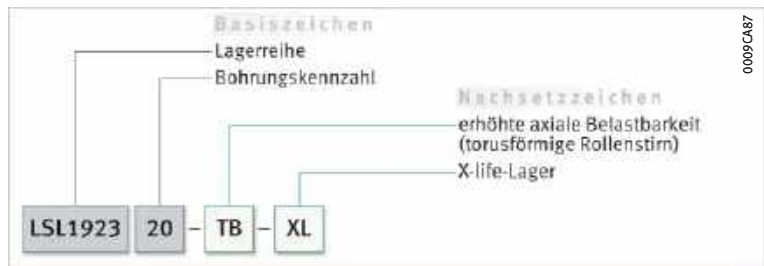 Basiszeichen
Lagerreihe
Bohrungskennzahl
Nachsetzzeichen
erhöhte axiale Belastbarkeit
(torusförmige Rollenstirn)
X-life-Lager
LSL1923 20 – TB – XL
0009CA87